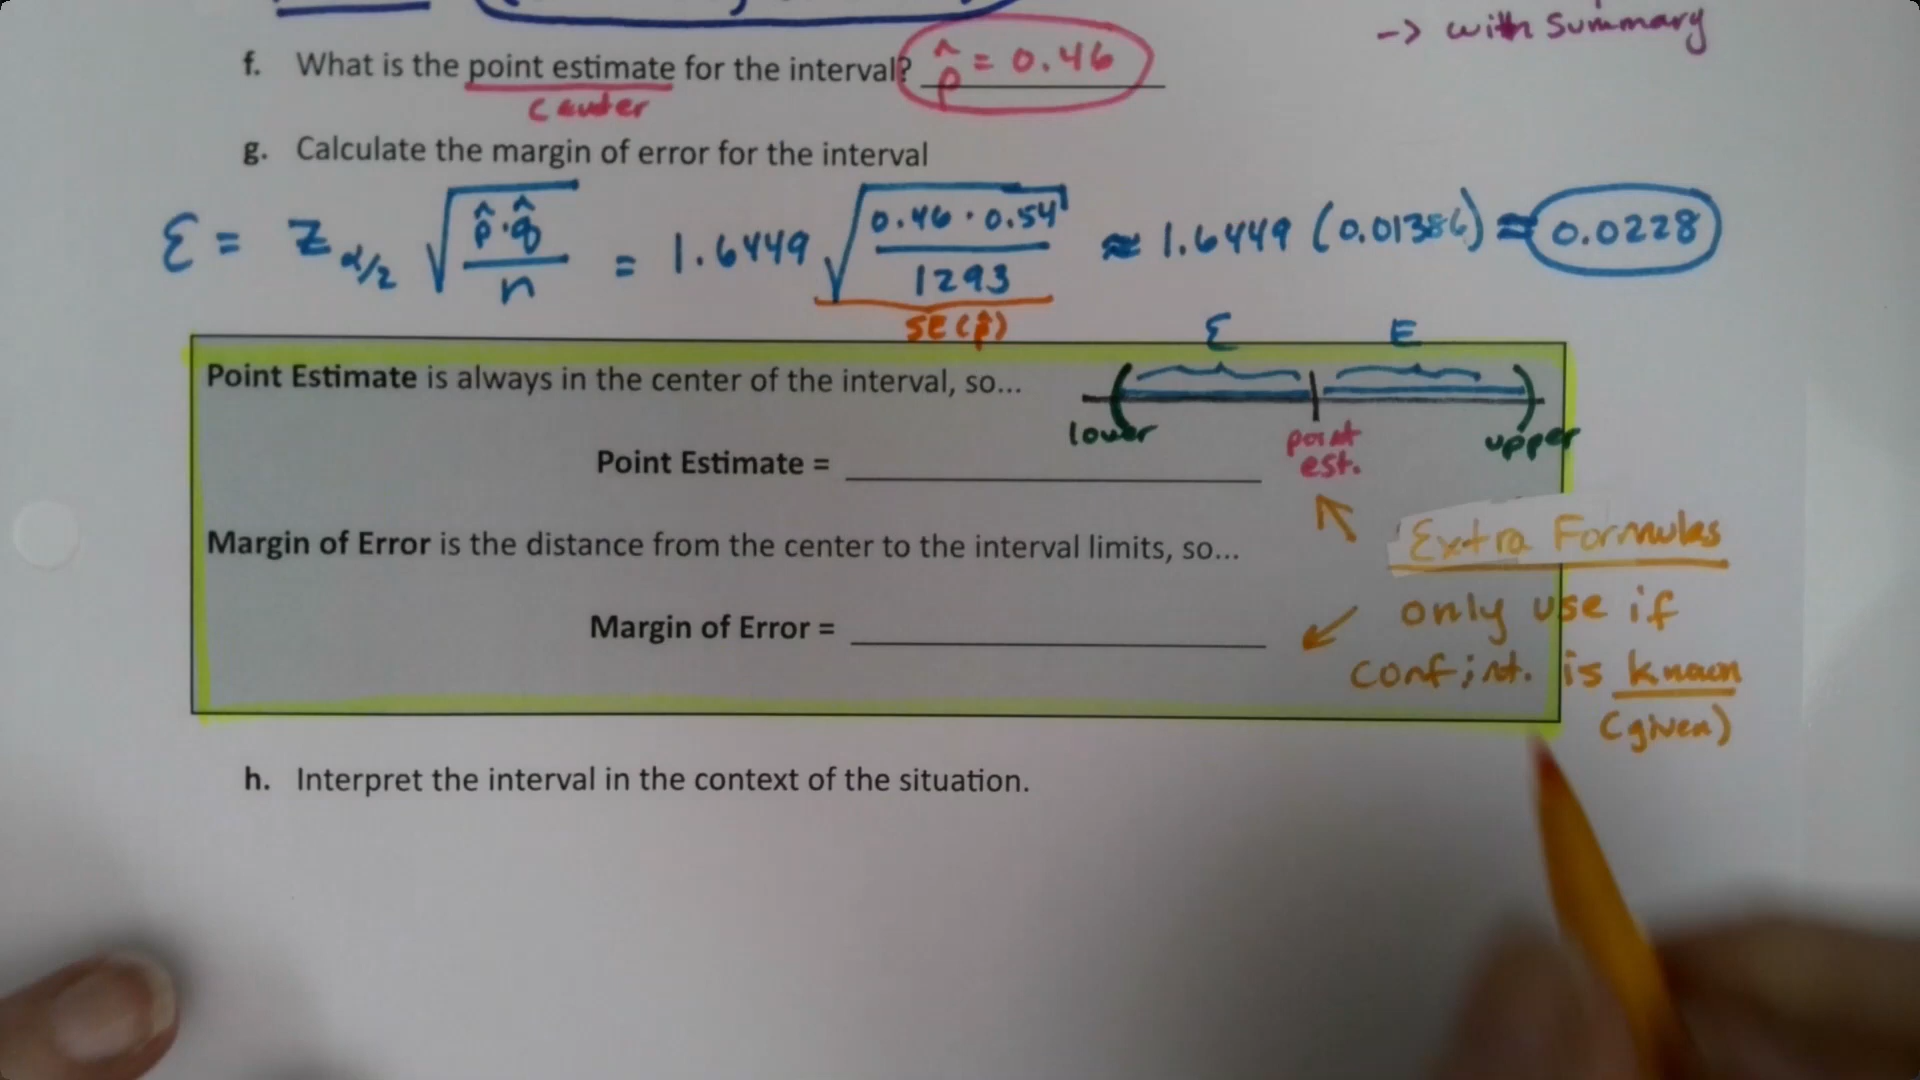 -> with Summary
f. What is the point estimate for the interval? p̂ = 0.46
center
g. Calculate the margin of error for the interval
E = z α/2 √(p̂·q̂ / n) = 1.6449 √(0.46 · 0.54 / 1293) ≈ 1.6449 (0.01386) ≈ 0.0228
SE(p̂)
E E
Point Estimate is always in the center of the interval, so...
lower point est. upper
Point Estimate = ____________
Extra Formulas
Margin of Error is the distance from the center to the interval limits, so...
only use if
Margin of Error = ____________
conf. int. is known
(given)
h. Interpret the interval in the context of the situation.